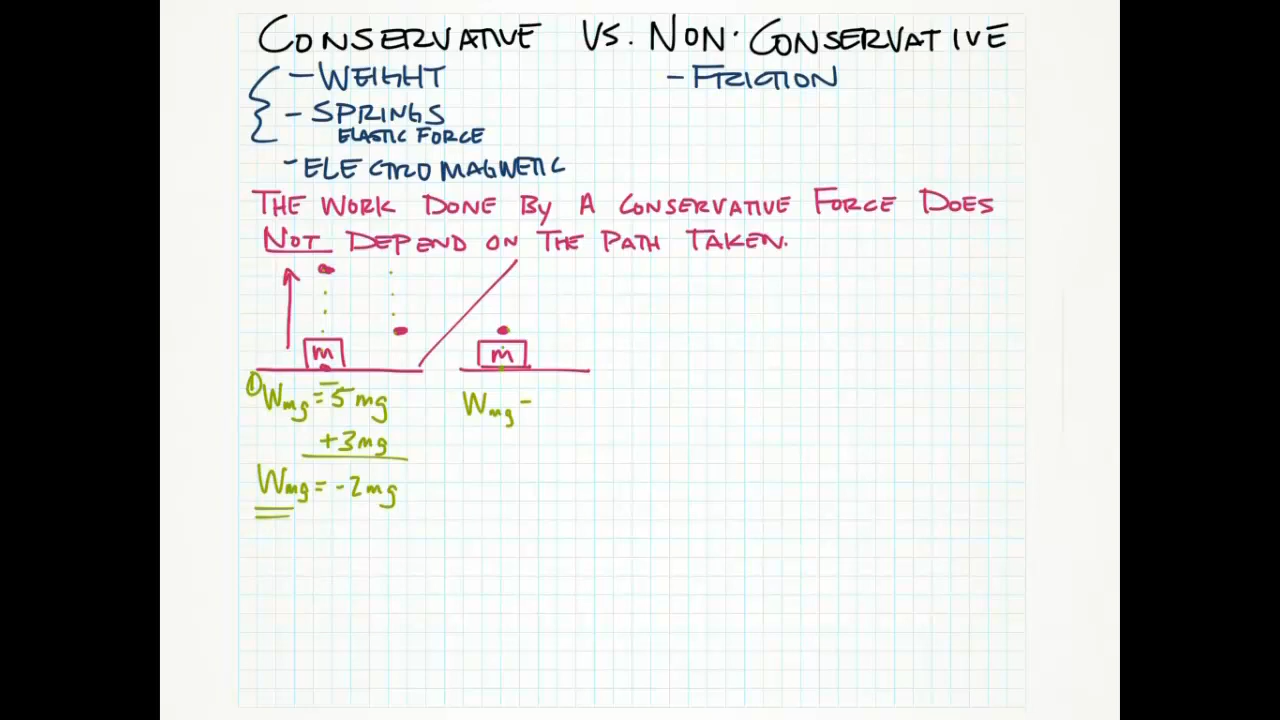 CONSERVATIVE VS. NON-CONSERVATIVE
- WEIGHT
- FRICTION
- SPRINGS
ELASTIC FORCE
- ELECTROMAGNETIC
THE WORK DONE BY A CONSERVATIVE FORCE DOES
NOT DEPEND ON THE PATH TAKEN.
m
m
① Wmg = -5mg
Wmg =
+3mg
Wmg = -2mg